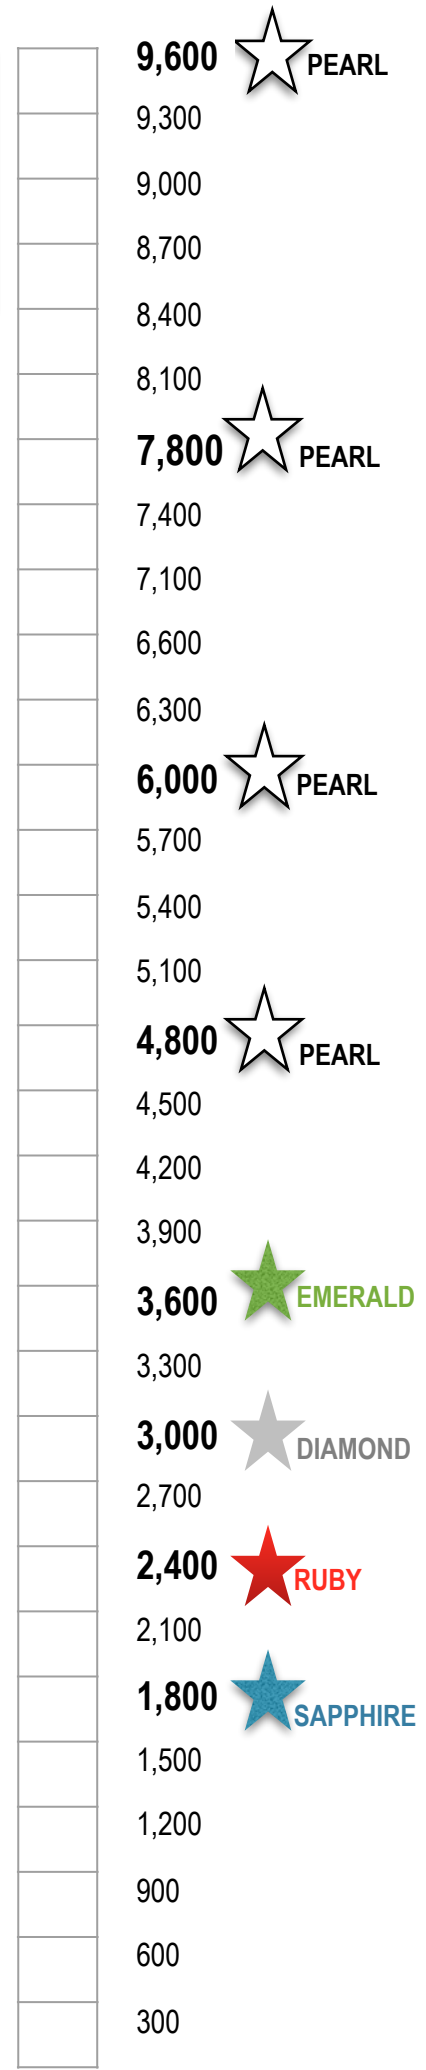 9,600 PEARL
9,300
9,000
8,700
8,400
8,100
7,800 PEARL
7,400
7,100
6,600
6,300
6,000 PEARL
5,700
5,400
5,100
4,800 PEARL
4,500
4,200
3,900
3,600 EMERALD
3,300
3,000 DIAMOND
2,700
2,400 RUBY
2,100
1,800 SAPPHIRE
1,500
1,200
900
600
300